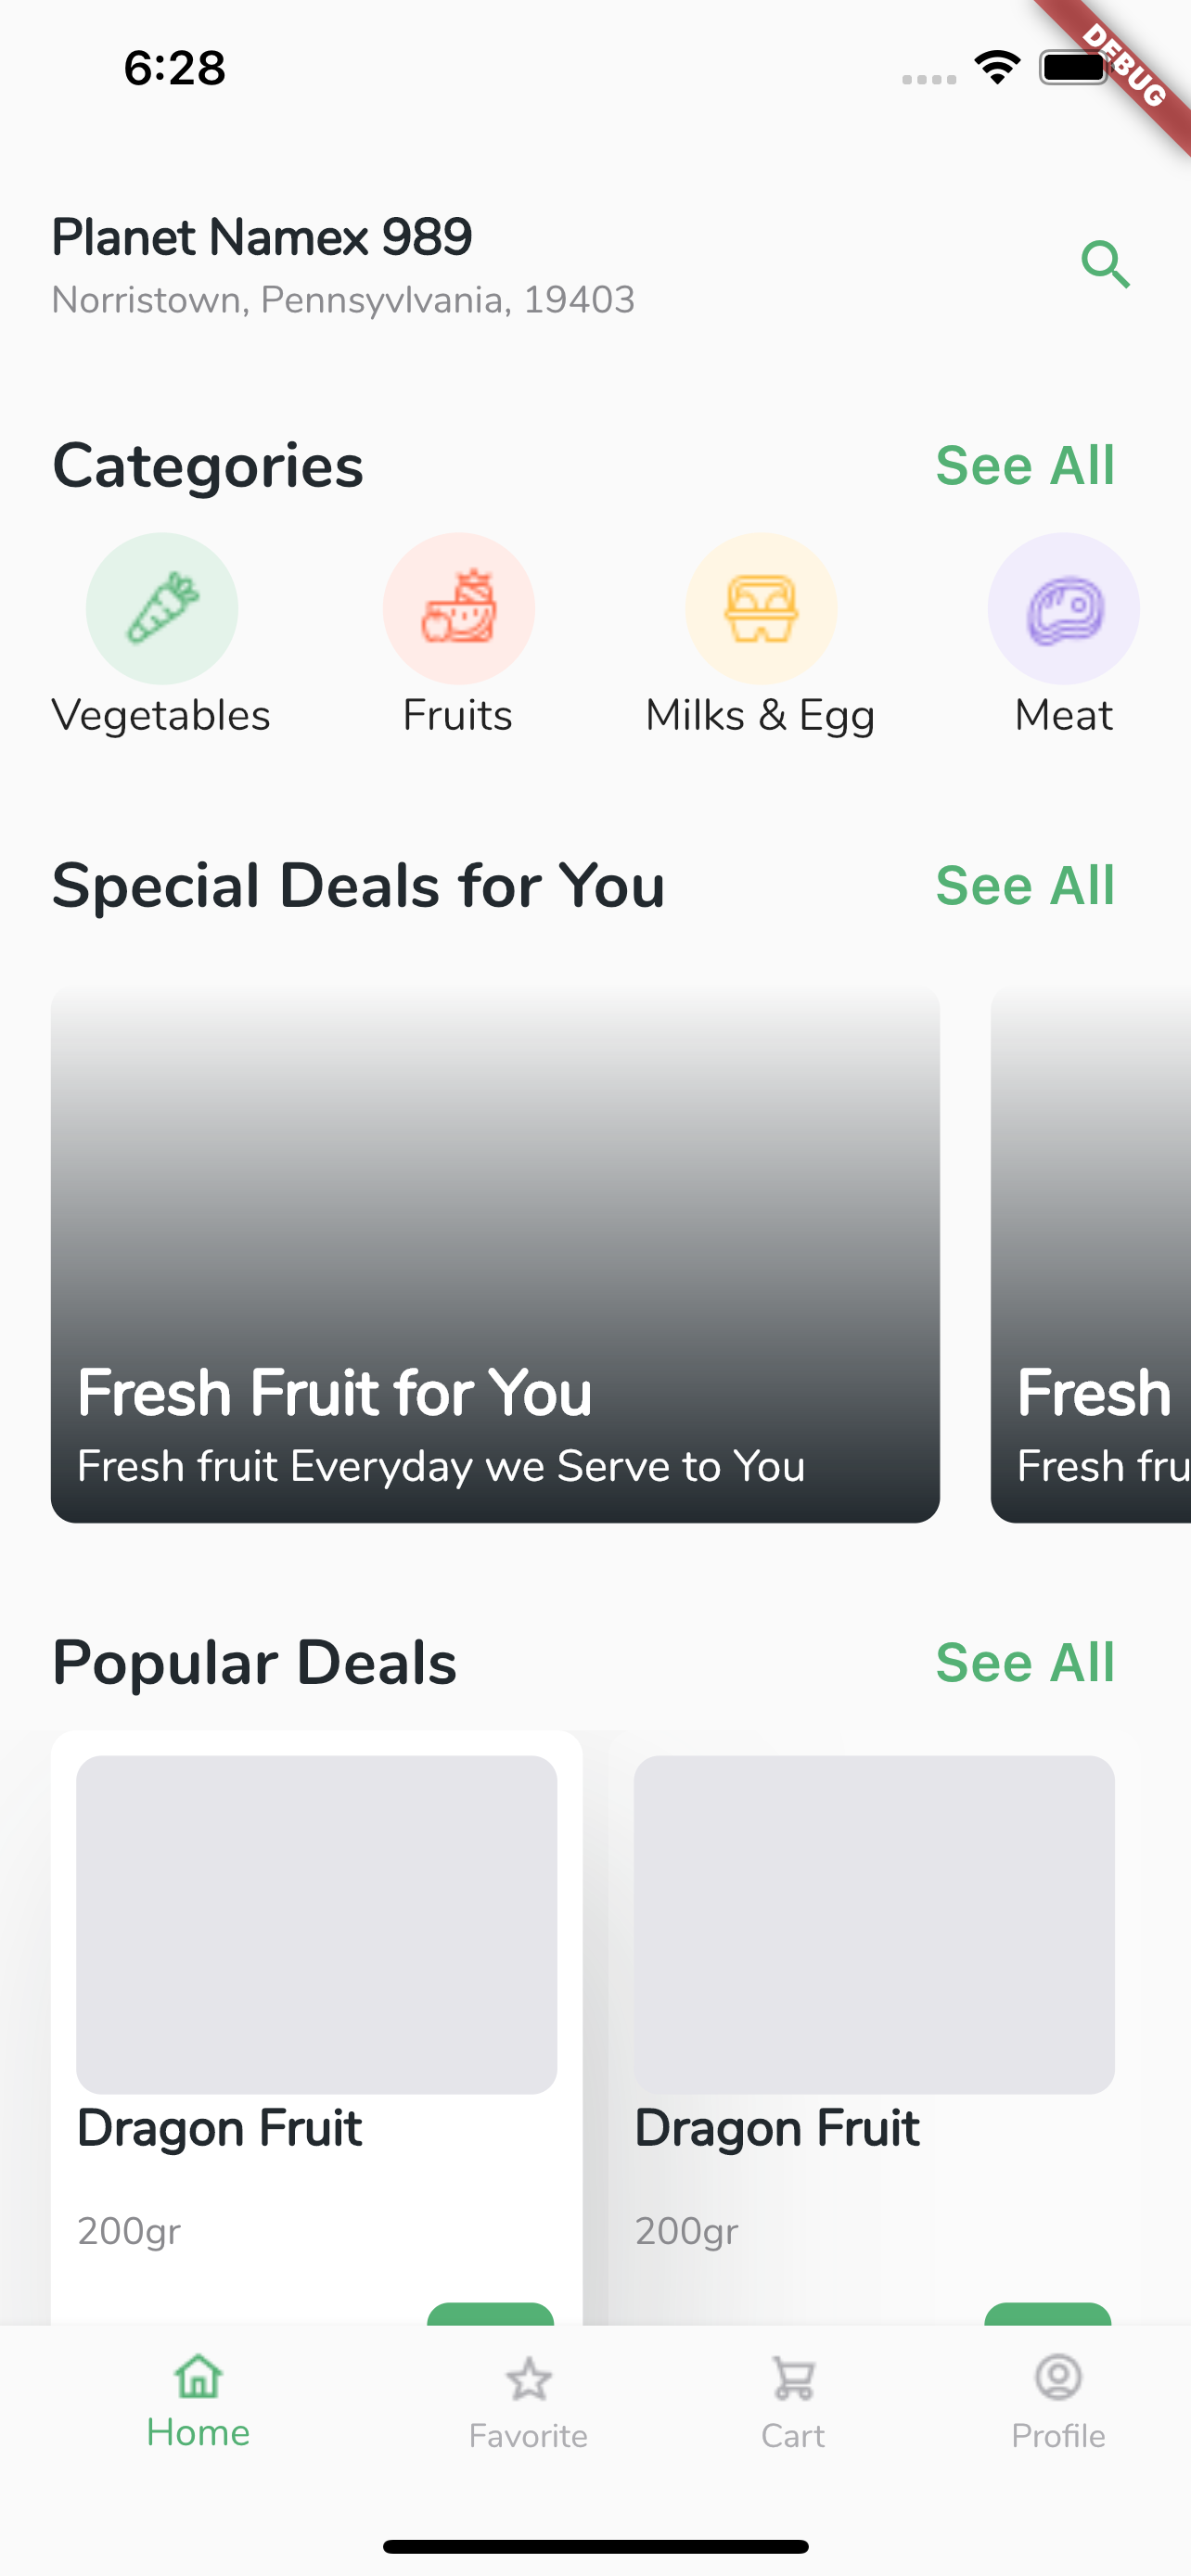 6:28
DEBUG
Planet Namex 989
Norristown, Pennsyvlvania, 19403
Categories
See All
Vegetables
Fruits
Milks & Egg
Meat
Special Deals for You
See All
Fresh Fruit for You
Fresh fruit Everyday we Serve to You
Fresh
Fresh fru
Popular Deals
See All
Dragon Fruit
200gr
Dragon Fruit
200gr
Home
Favorite
Cart
Profile